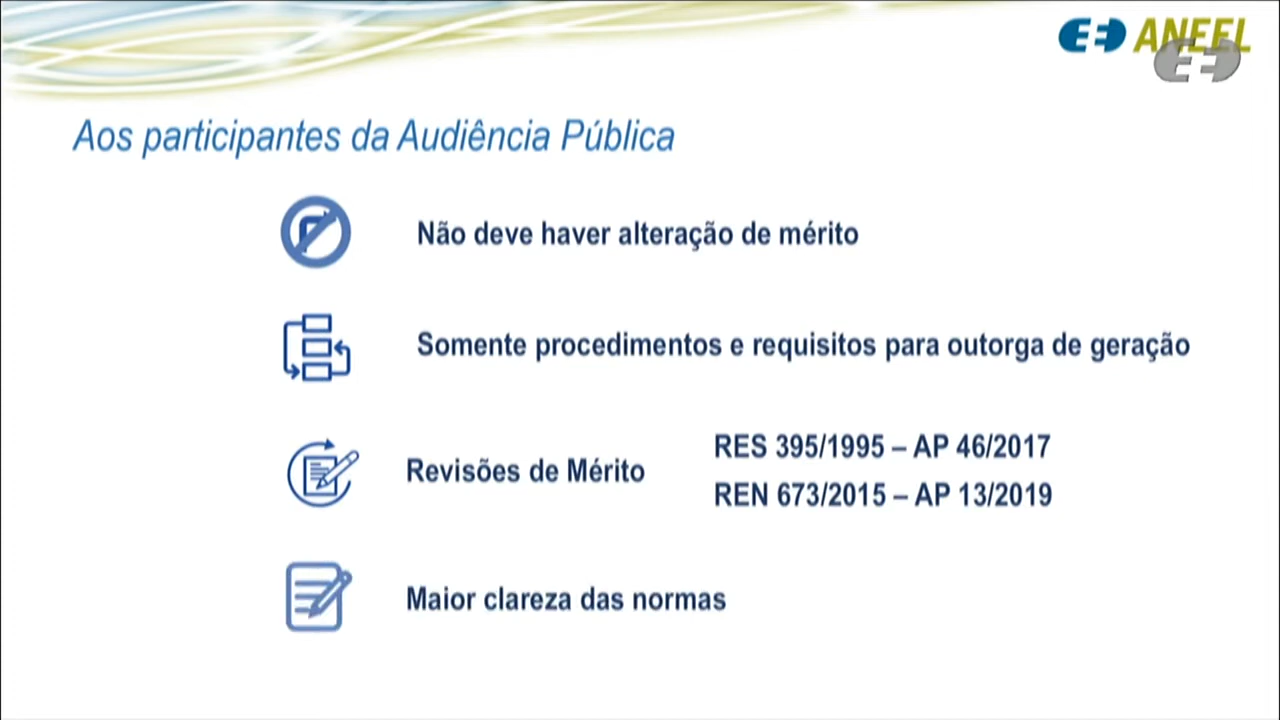 ANEEL
Aos participantes da Audiência Pública
Não deve haver alteração de mérito
Somente procedimentos e requisitos para outorga de geração
Revisões de Mérito
RES 395/1995 – AP 46/2017
REN 673/2015 – AP 13/2019
Maior clareza das normas